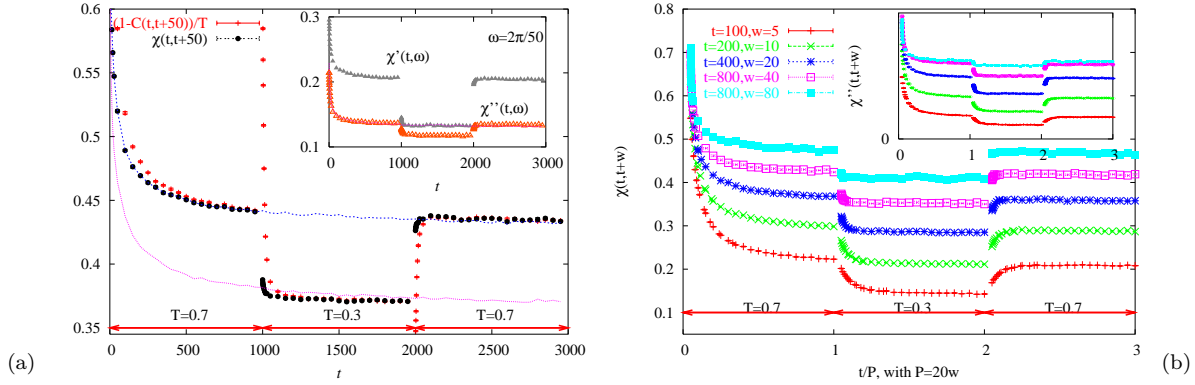 (1-C(t,t+50))/T
χ(t,t+50)
0.6
0.55
0.5
0.45
0.4
0.35
0 500 1000 1500 2000 2500 3000
t
T=0.7 T=0.3 T=0.7
0.3
0.2
0.1
0 1000 2000 3000
t
ω=2π/50
χ'(t,ω)
χ''(t,ω)
(a)
t=100,w=5
t=200,w=10
t=400,w=20
t=800,w=40
t=800,w=80
χ(t,t+w)
0.8
0.7
0.6
0.5
0.4
0.3
0.2
0.1
0 1 2 3
t/P, with P=20w
T=0.7 T=0.3 T=0.7
χ''(t,t+w)
0
0 1 2 3
(b)